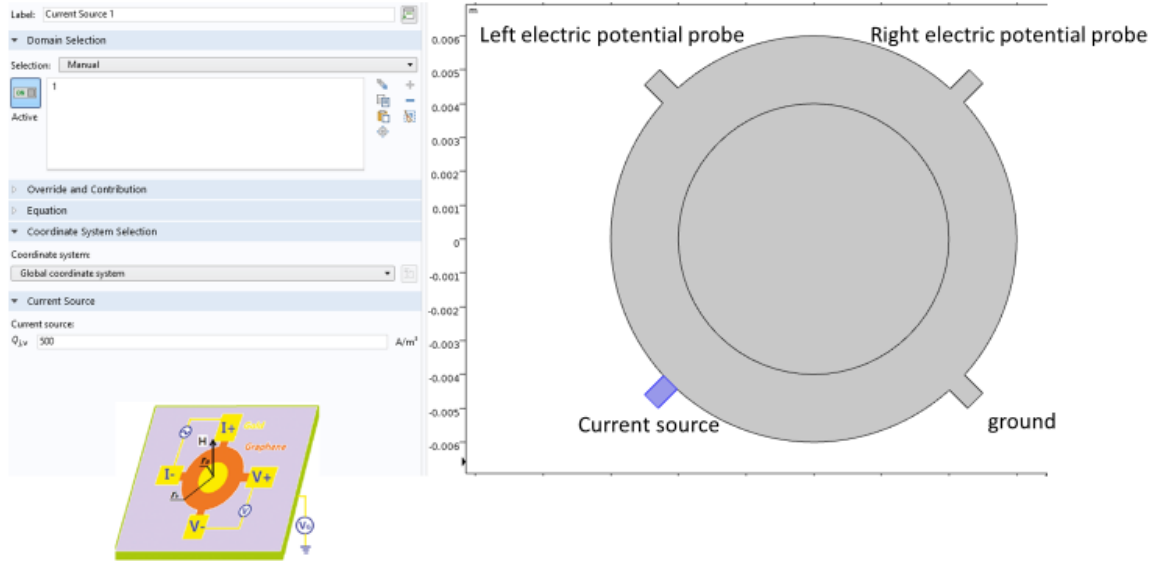 Label: Current Source 1
Domain Selection
Selection: Manual
1
Active
Override and Contribution
Equation
Coordinate System Selection
Coordinate system:
Global coordinate system
Current Source
Current source:
Qj,v 500 A/m³
m
0.006
0.005
0.004
0.003
0.002
0.001
0
-0.001
-0.002
-0.003
-0.004
-0.005
-0.006
Left electric potential probe
Right electric potential probe
Current source
ground
I+
Gold
H
Graphene
I-
V+
V-
V